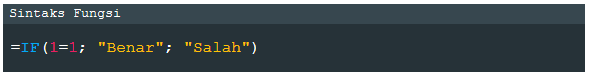 Sintaks Fungsi
=IF(1=1; "Benar"; "Salah")